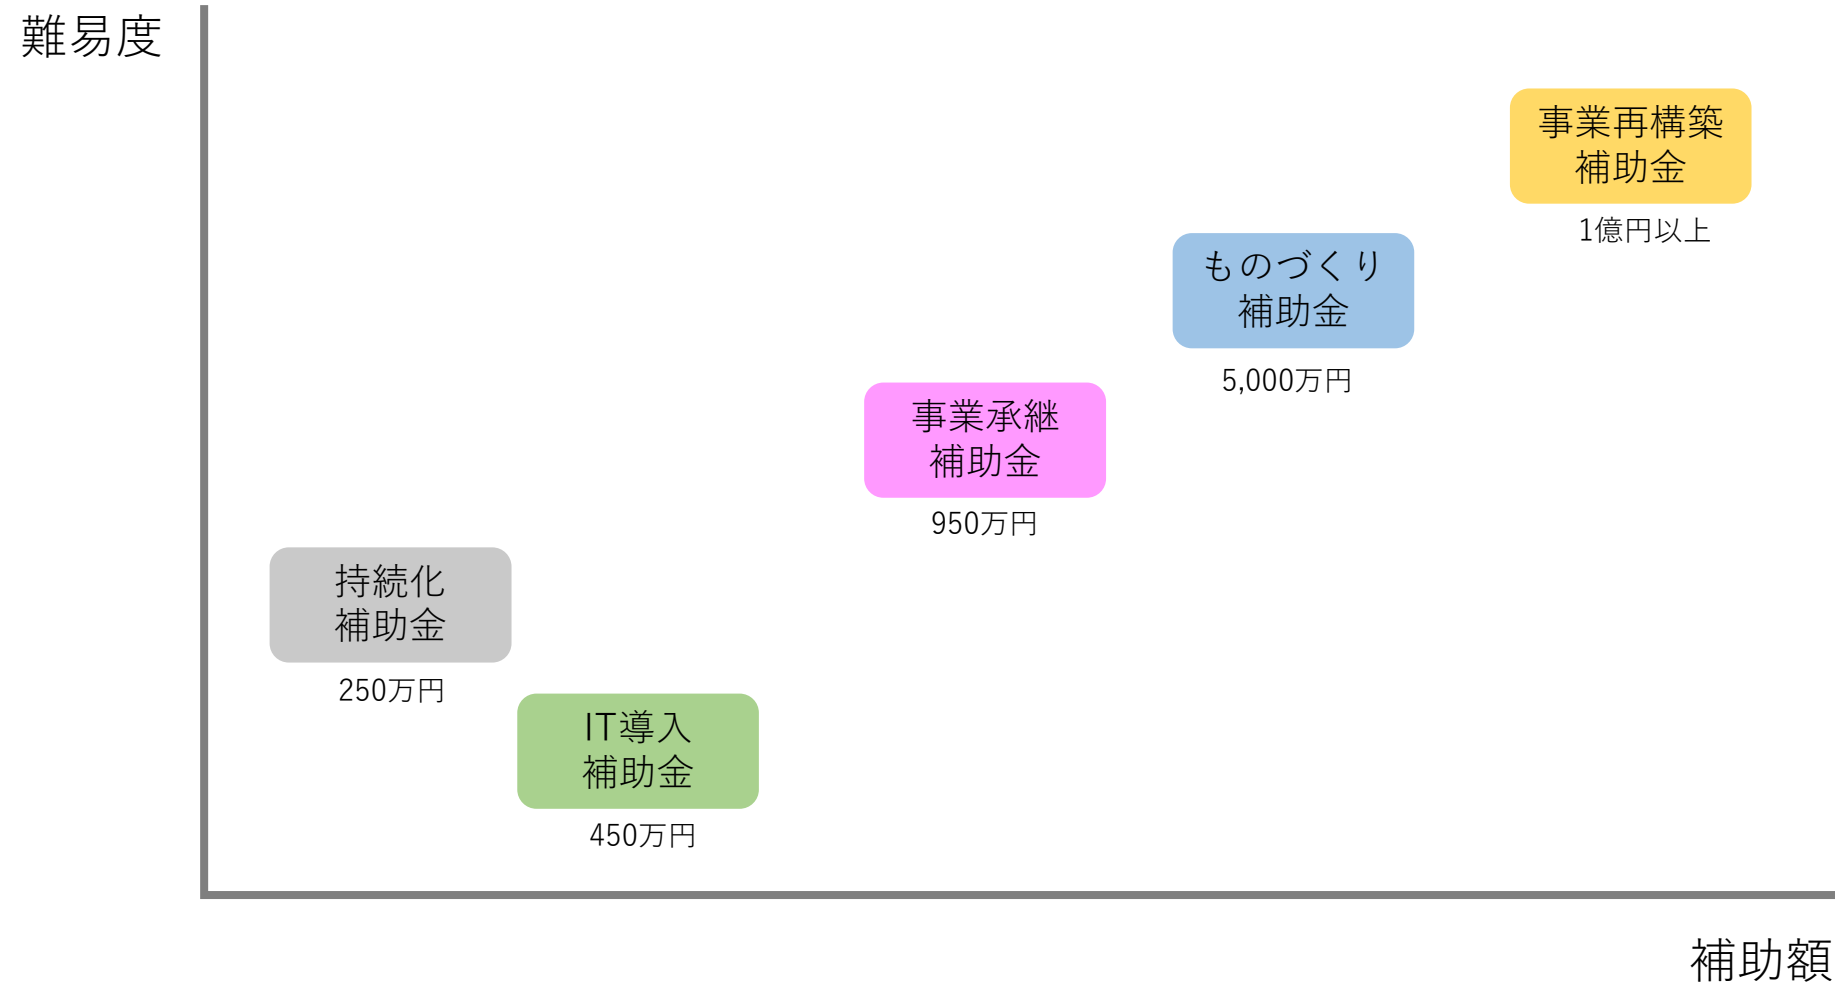 難易度
事業再構築
補助金
1億円以上
ものづくり
補助金
5,000万円
事業承継
補助金
950万円
持続化
補助金
250万円
IT導入
補助金
450万円
補助額